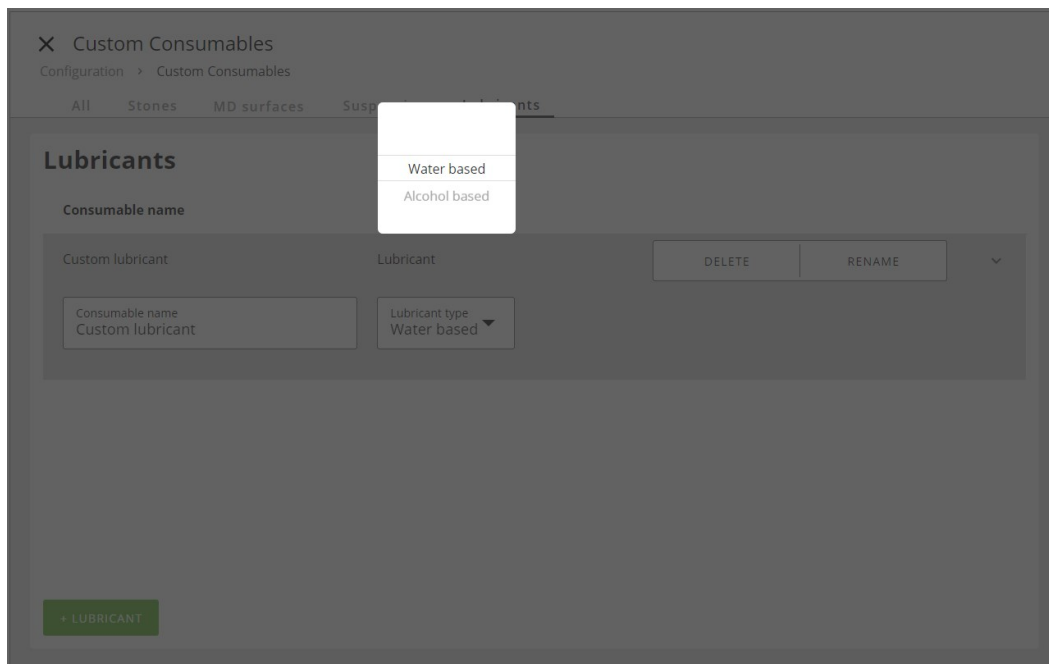 Custom Consumables
Configuration > Custom Consumables
All Stones MD surfaces
Lubricants
Water based
Alcohol based
Consumable name
Custom lubricant Lubricant DELETE RENAME
Consumable name
Custom lubricant
Lubricant type
Water based
+ LUBRICANT